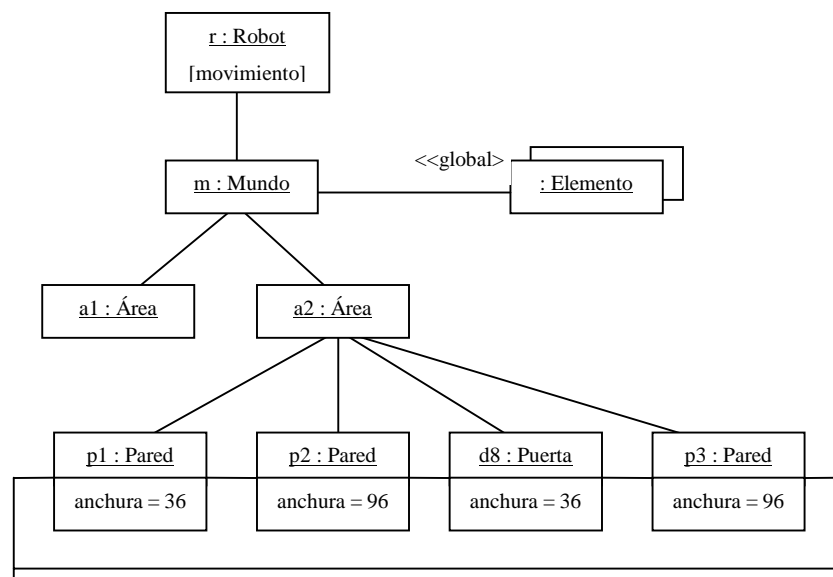 r : Robot
[movimiento]
<<global>
m : Mundo
: Elemento
a1 : Área
a2 : Área
p1 : Pared
p2 : Pared
d8 : Puerta
p3 : Pared
anchura = 36
anchura = 96
anchura = 36
anchura = 96